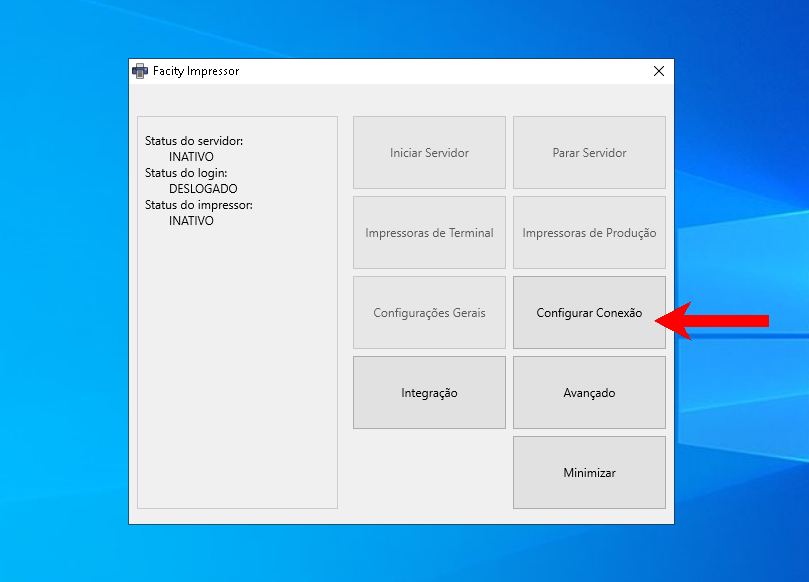 Facity Impressor
Status do servidor:
INATIVO
Status do login:
DESLOGADO
Status do impressor:
INATIVO
Iniciar Servidor
Parar Servidor
Impressoras de Terminal
Impressoras de Produção
Configurações Gerais
Configurar Conexão
Integração
Avançado
Minimizar